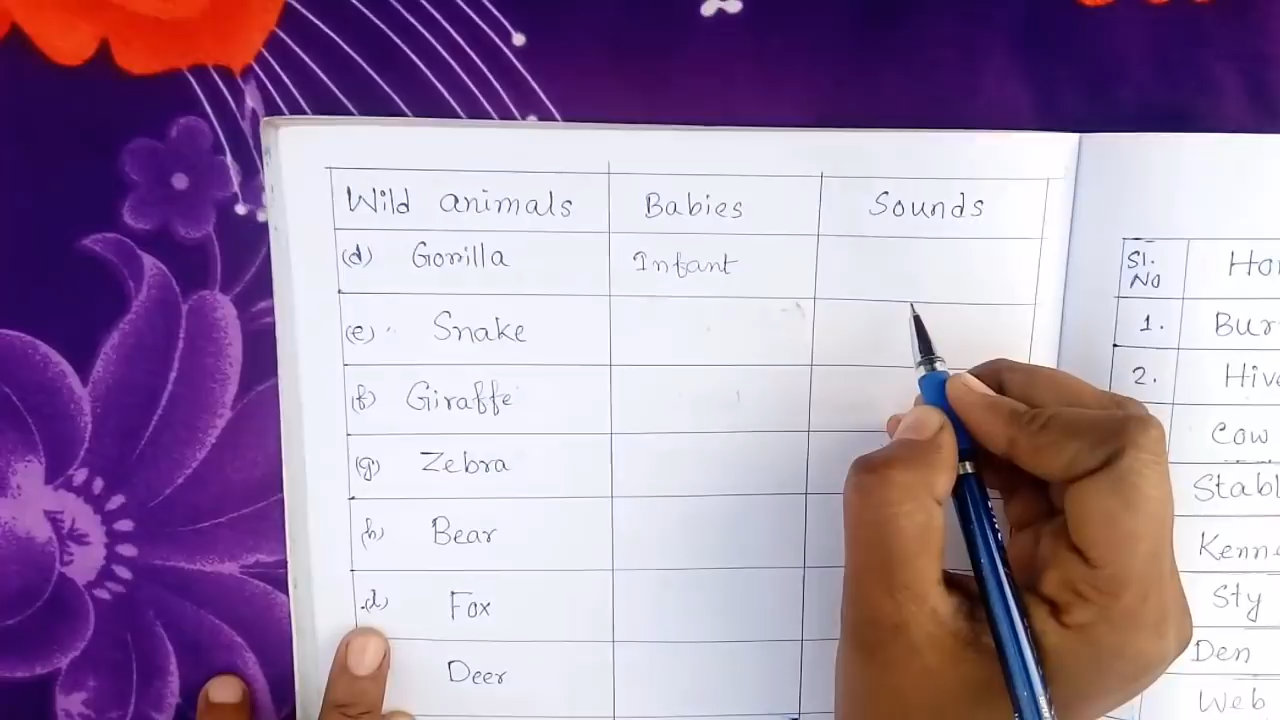 Wild animals Babies Sounds
(d) Gorilla Infant
(e) Snake
(f) Giraffe
(g) Zebra
(h) Bear
(d) Fox
Deer
Sl. No
1.
2.
Cow
Den
Web
Sty